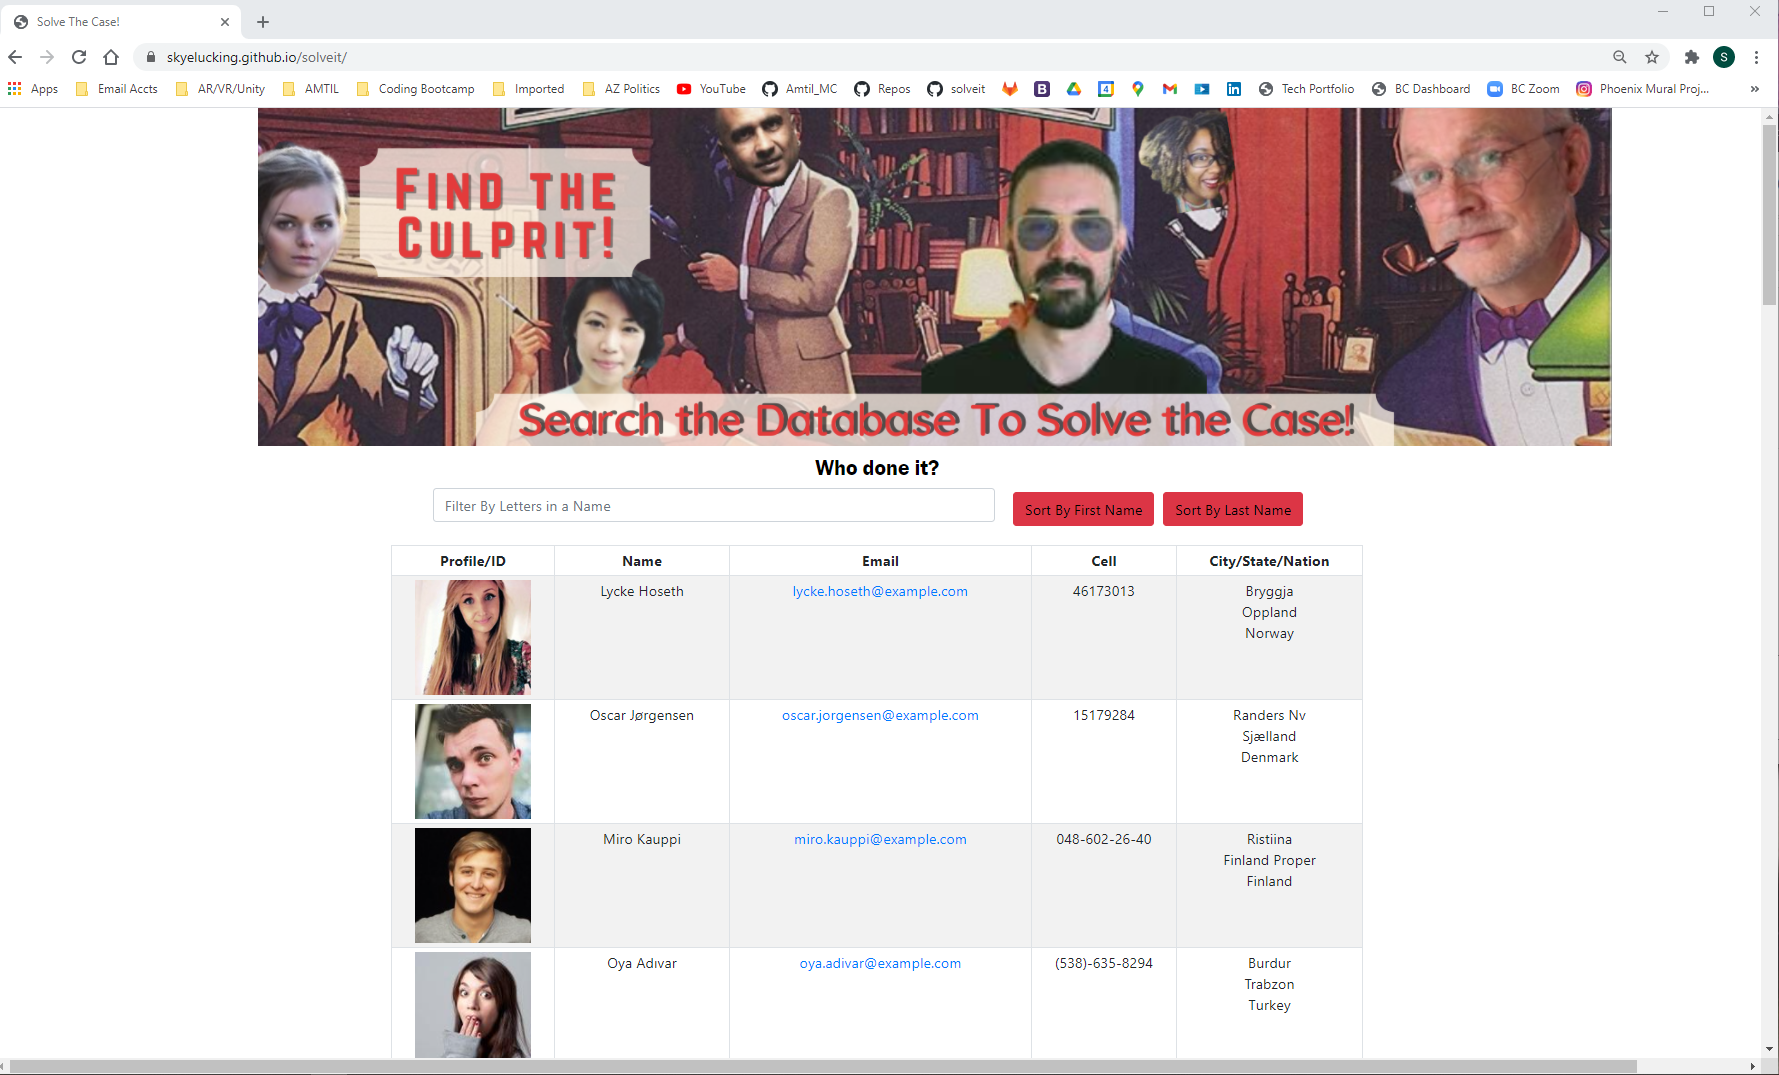 Solve The Case!
skyelucking.github.io/solveit/
S
Apps
Email Accts
AR/VR/Unity
AMTIL
Coding Bootcamp
Imported
AZ Politics
YouTube
Amtil_MC
Repos
solveit
B
4
Tech Portfolio
BC Dashboard
BC Zoom
Phoenix Mural Proj...
FIND THE
CULPRIT!
Search the Database To Solve the Case!
Who done it?
Filter By Letters in a Name
Sort By First Name
Sort By Last Name
Profile/ID Name Email Cell City/State/Nation
Lycke Hoseth lycke.hoseth@example.com 46173013 Bryggja
Oppland
Norway
Oscar Jørgensen oscar.jorgensen@example.com 15179284 Randers Nv
Sjælland
Denmark
Miro Kauppi miro.kauppi@example.com 048-602-26-40 Ristiina
Finland Proper
Finland
Oya Adıvar oya.adivar@example.com (538)-635-8294 Burdur
Trabzon
Turkey